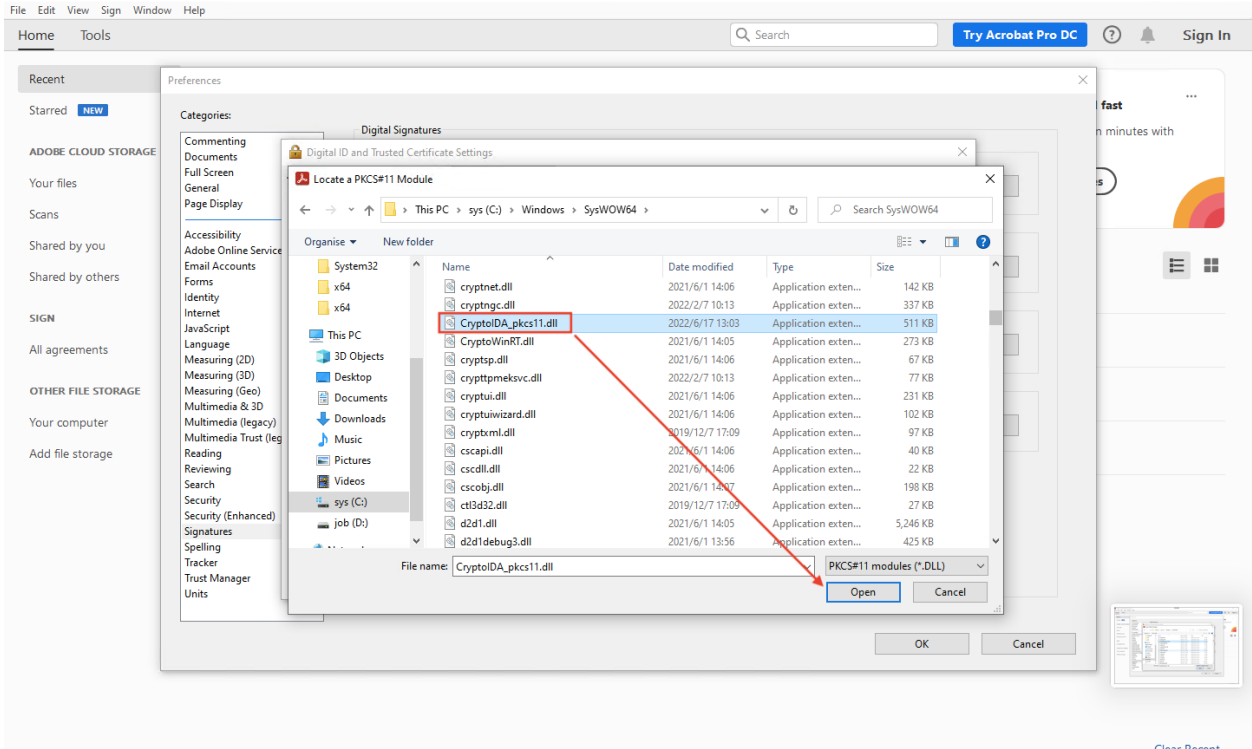 File Edit View Sign Window Help
Home Tools Search Try Acrobat Pro DC ? Sign In
Recent
Starred NEW
ADOBE CLOUD STORAGE
Your files
Scans
Shared by you
Shared by others
SIGN
All agreements
OTHER FILE STORAGE
Your computer
Add file storage
Preferences
Categories:
Commenting
Documents
Full Screen
General
Page Display
Accessibility
Adobe Online Service
Email Accounts
Forms
Identity
Internet
JavaScript
Language
Measuring (2D)
Measuring (3D)
Measuring (Geo)
Multimedia & 3D
Multimedia (legacy)
Multimedia Trust (leg
Reading
Reviewing
Search
Security
Security (Enhanced)
Signatures
Spelling
Tracker
Trust Manager
Units
Digital Signatures
Digital ID and Trusted Certificate Settings
Locate a PKCS#11 Module
This PC > sys (C:) > Windows > SysWOW64 > Search SysWOW64
Organise New folder ?
System32
x64
x64
This PC
3D Objects
Desktop
Documents
Downloads
Music
Pictures
Videos
sys (C:)
job (D:)
Name Date modified Type Size
cryptnet.dll 2021/6/1 14:06 Application exten... 142 KB
cryptngc.dll 2022/2/7 10:13 Application exten... 337 KB
CryptoIDA_pkcs11.dll 2022/6/17 13:03 Application exten... 511 KB
CryptoWinRT.dll 2021/6/1 14:05 Application exten... 273 KB
cryptsp.dll 2021/6/1 14:06 Application exten... 67 KB
crypttpmeksvc.dll 2022/2/7 10:13 Application exten... 77 KB
cryptui.dll 2021/6/1 14:06 Application exten... 231 KB
cryptuiwizard.dll 2021/6/1 14:06 Application exten... 102 KB
cryptxml.dll 2019/12/7 17:09 Application exten... 97 KB
cscapi.dll 2021/6/1 14:06 Application exten... 40 KB
cscdll.dll 2021/6/1 14:06 Application exten... 22 KB
cscobj.dll 2021/6/1 14:07 Application exten... 198 KB
ctl3d32.dll 2019/12/7 17:09 Application exten... 27 KB
d2d1.dll 2021/6/1 14:05 Application exten... 5,246 KB
d2d1debug3.dll 2021/6/1 13:56 Application exten... 425 KB
File name: CryptoIDA_pkcs11.dll PKCS#11 modules (*.DLL)
Open Cancel
OK Cancel
fast
n minutes with
Clear Recent